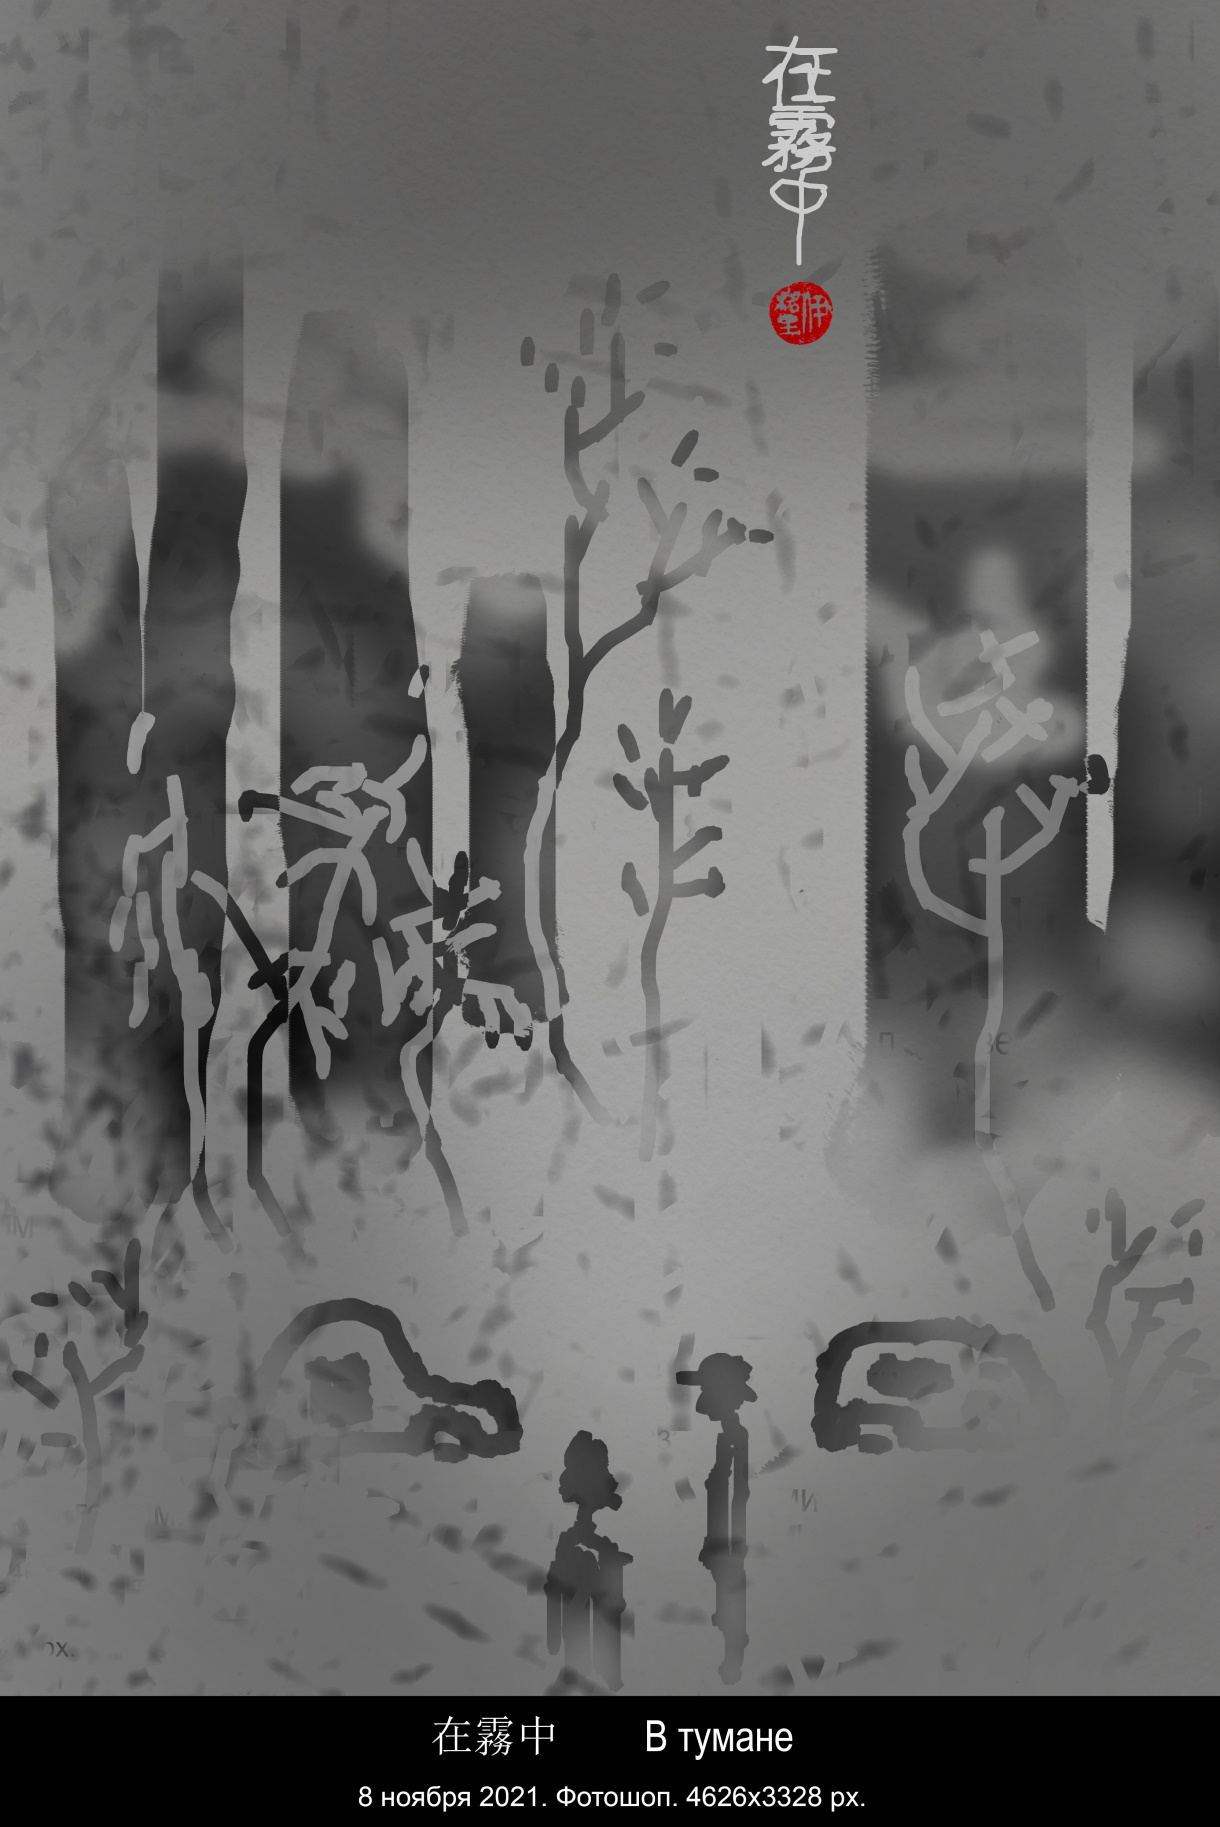 在霧中
在霧中 В тумане
8 ноября 2021. Фотошоп. 4626x3328 px.